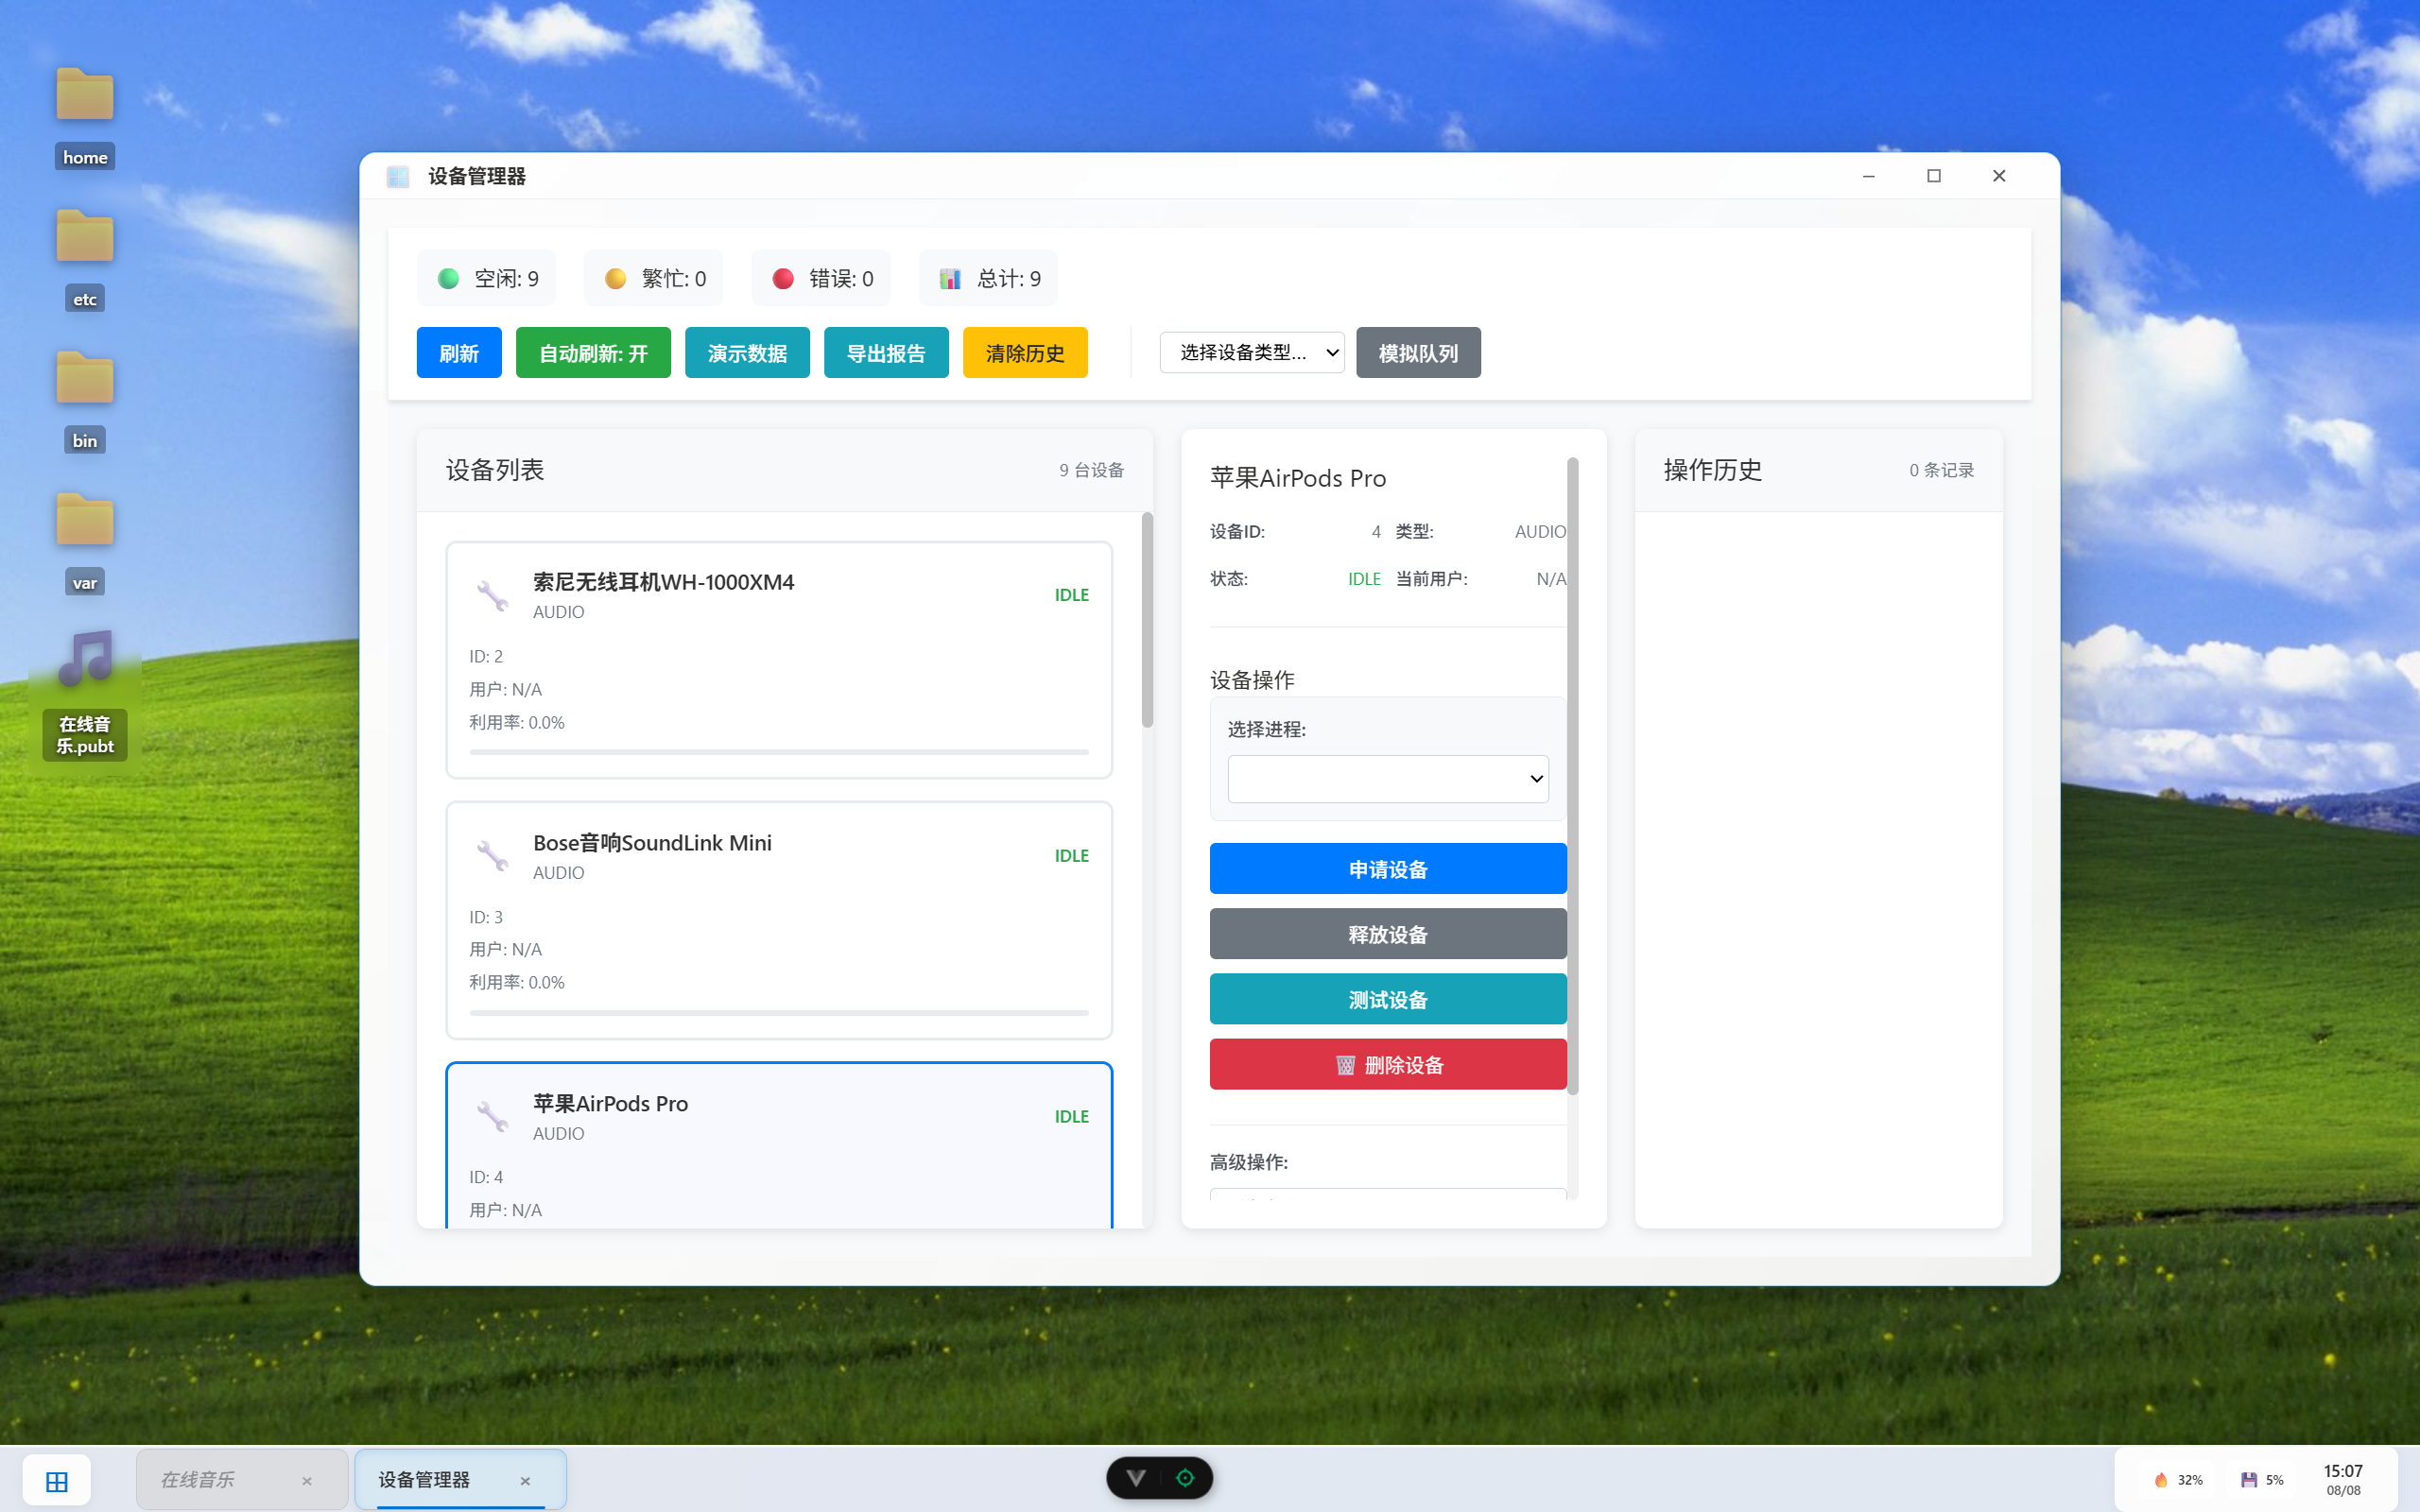 home
etc
bin
var
在线音
乐.pubt
设备管理器
空闲: 9
繁忙: 0
错误: 0
总计: 9
刷新
自动刷新: 开
演示数据
导出报告
清除历史
选择设备类型...
模拟队列
设备列表
9 台设备
索尼无线耳机WH-1000XM4
AUDIO
IDLE
ID: 2
用户: N/A
利用率: 0.0%
Bose音响SoundLink Mini
AUDIO
IDLE
ID: 3
用户: N/A
利用率: 0.0%
苹果AirPods Pro
AUDIO
IDLE
ID: 4
用户: N/A
苹果AirPods Pro
设备ID: 4 类型: AUDIO
状态: IDLE 当前用户: N/A
设备操作
选择进程:
申请设备
释放设备
测试设备
删除设备
高级操作:
操作历史
0 条记录
在线音乐
设备管理器
32%
5%
15:07
08/08